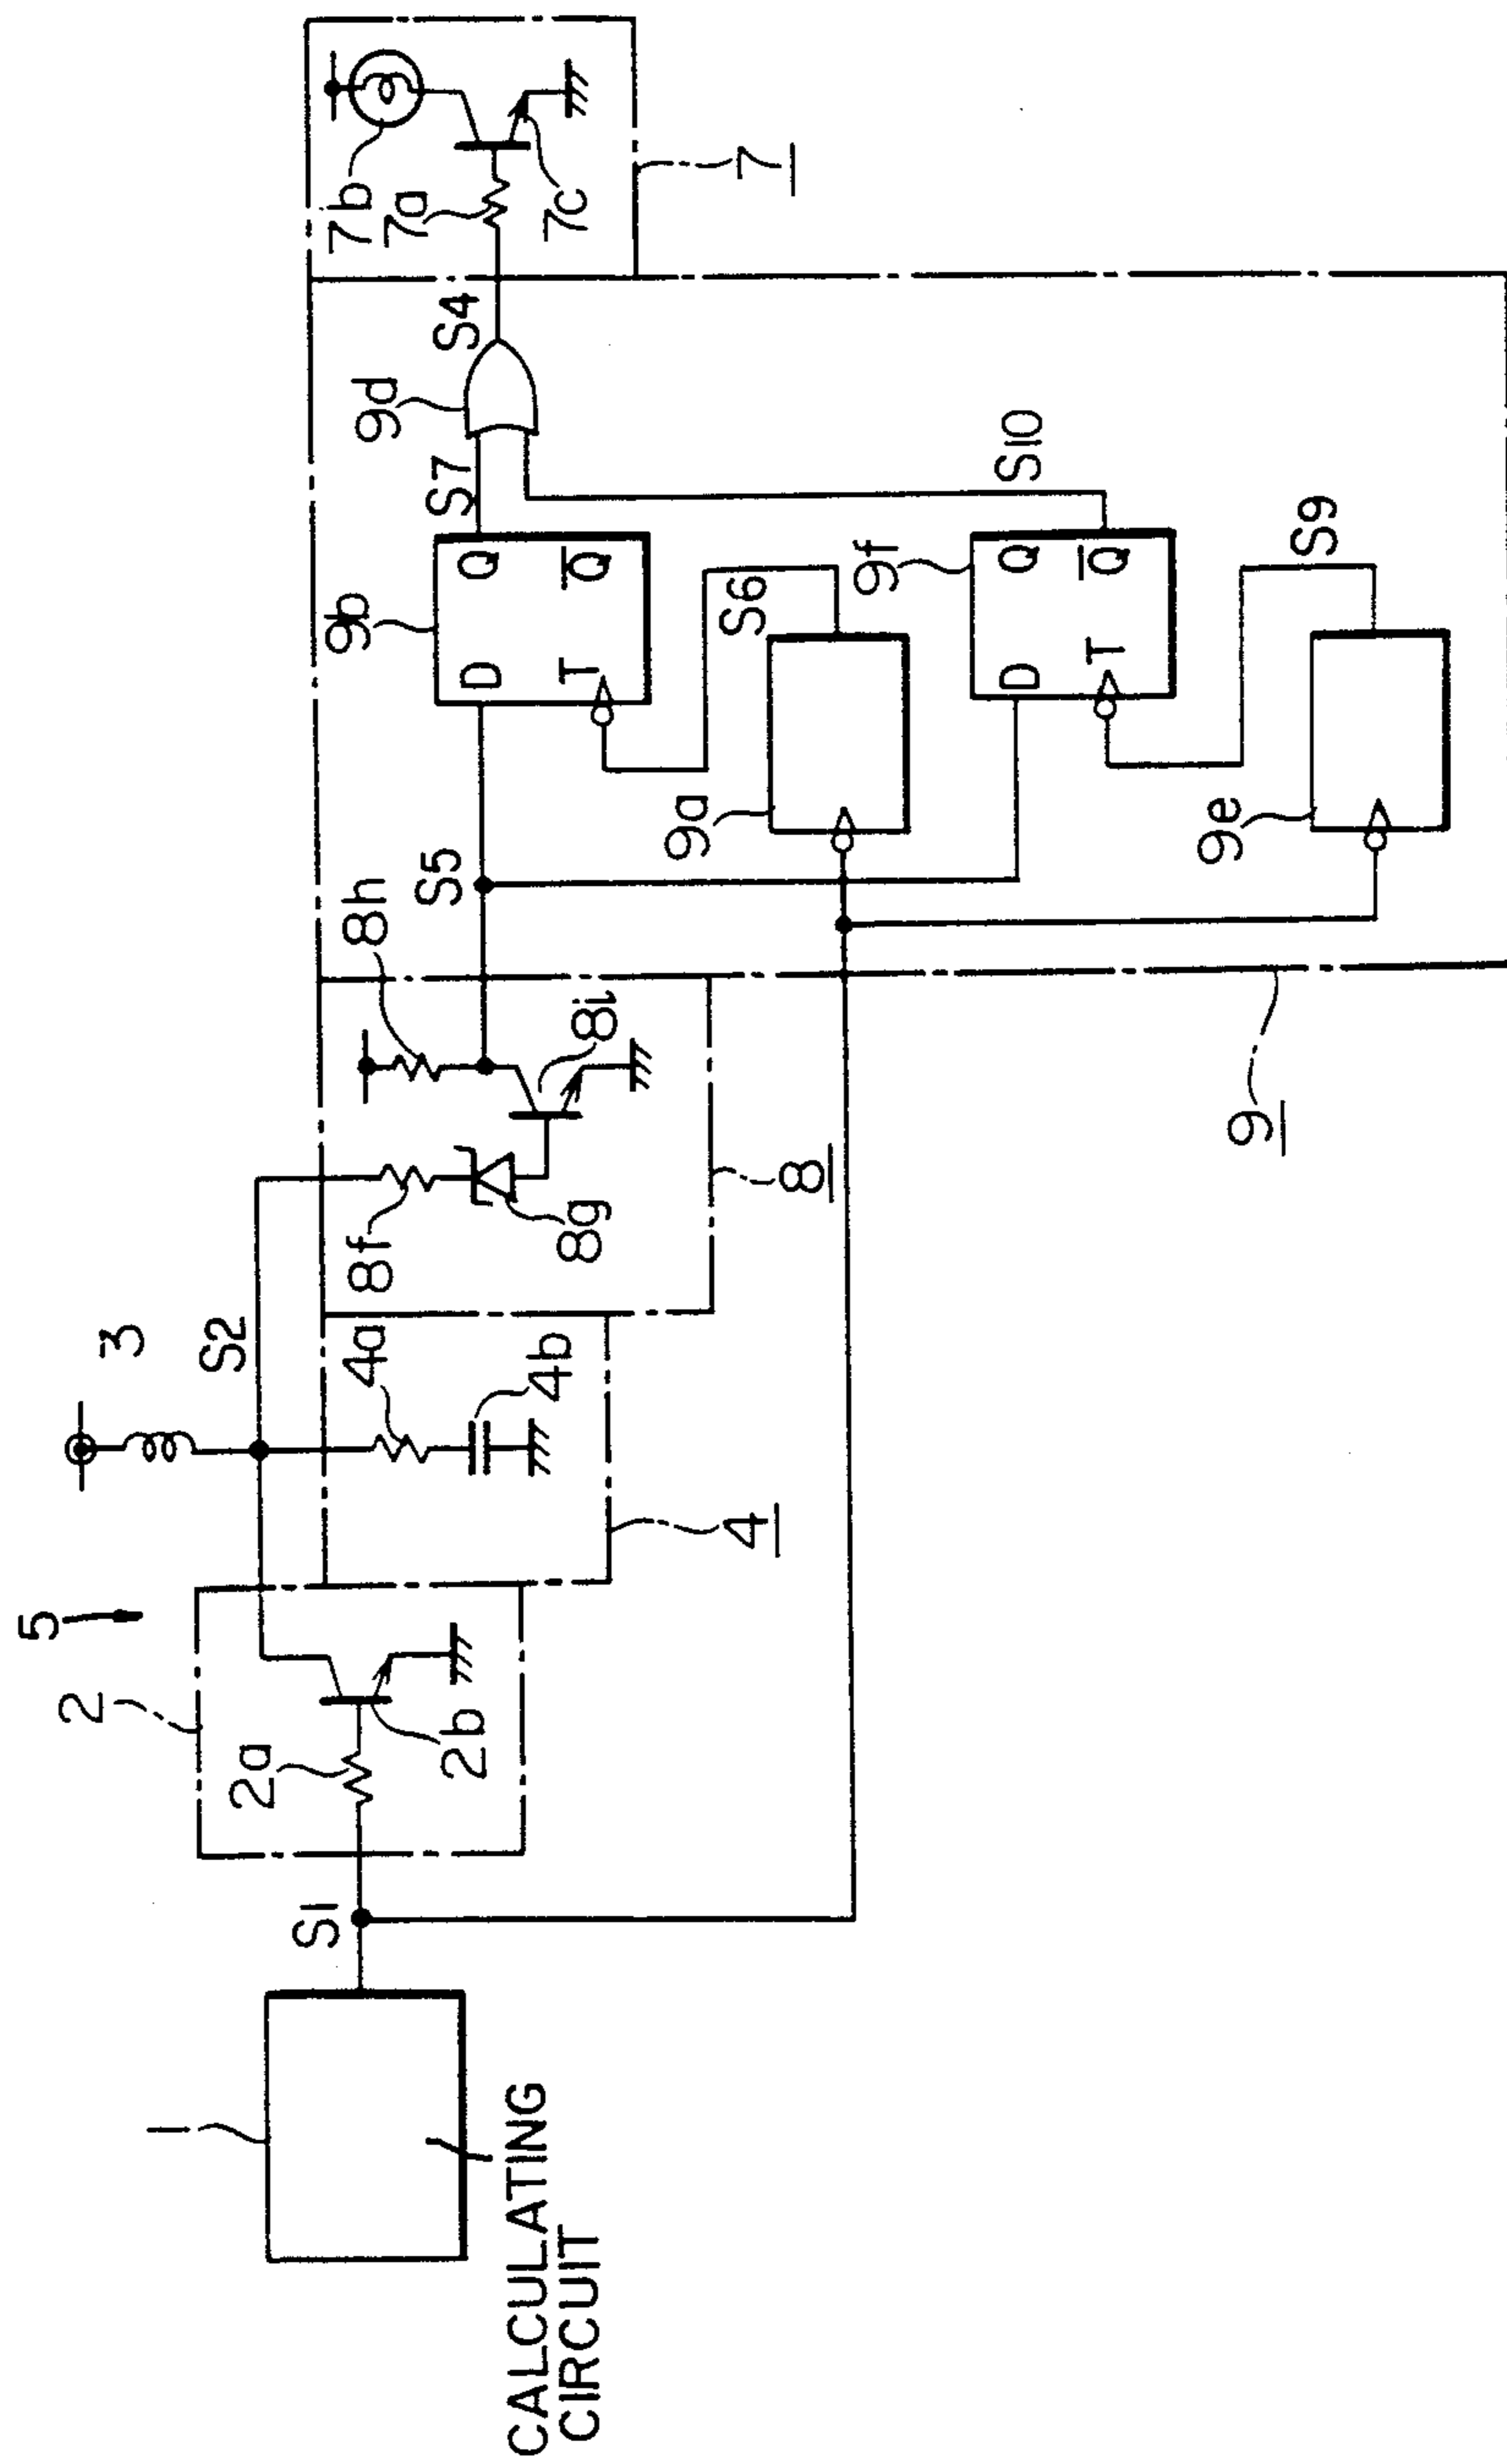 5
3
2
S1
2a
2b
S2
4a
4b
4
8f
8g
8h
8i
8
S5
9b
D
Q
T
Q̅
S7
9d
S4
7b
7a
7c
7
9a
S6
9f
D
Q
T
Q̅
S10
9e
S9
9
1
CALCULATING
CIRCUIT